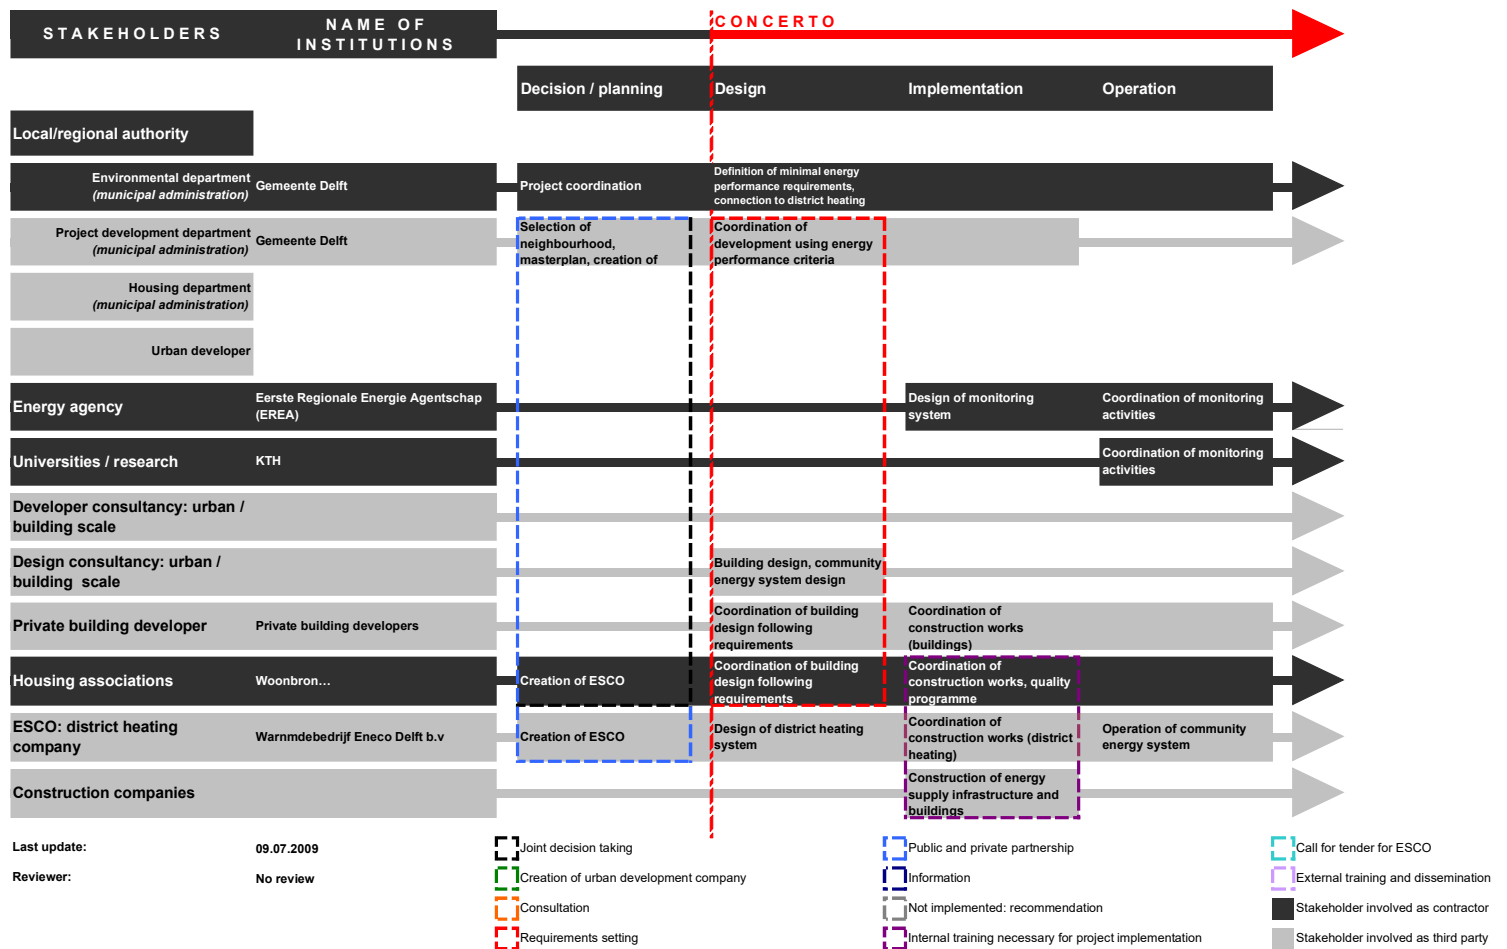 STAKEHOLDERS
NAME OF
INSTITUTIONS
CONCERTO
Decision / planning
Design
Implementation
Operation
Local/regional authority
Environmental department
(municipal administration)
Gemeente Delft
Project coordination
Definition of minimal energy
performance requirements,
connection to district heating
Project development department
(municipal administration)
Gemeente Delft
Selection of
neighbourhood,
masterplan, creation of
Coordination of
development using energy
performance criteria
Housing department
(municipal administration)
Urban developer
Energy agency
Eerste Regionale Energie Agentschap
(EREA)
Design of monitoring
system
Coordination of monitoring
activities
Universities / research
KTH
Coordination of monitoring
activities
Developer consultancy: urban /
building scale
Design consultancy: urban /
building scale
Building design, community
energy system design
Private building developer
Private building developers
Coordination of building
design following
requirements
Coordination of
construction works
(buildings)
Housing associations
Woonbron...
Creation of ESCO
Coordination of building
design following
requirements
Coordination of
construction works, quality
programme
ESCO: district heating
company
Warnmdebedrijf Eneco Delft b.v
Creation of ESCO
Design of district heating
system
Coordination of
construction works (district
heating)
Operation of community
energy system
Construction companies
Construction of energy
supply infrastructure and
buildings
Last update:
09.07.2009
Reviewer:
No review
Joint decision taking
Creation of urban development company
Consultation
Requirements setting
Public and private partnership
Information
Not implemented: recommendation
Internal training necessary for project implementation
Call for tender for ESCO
External training and dissemination
Stakeholder involved as contractor
Stakeholder involved as third party